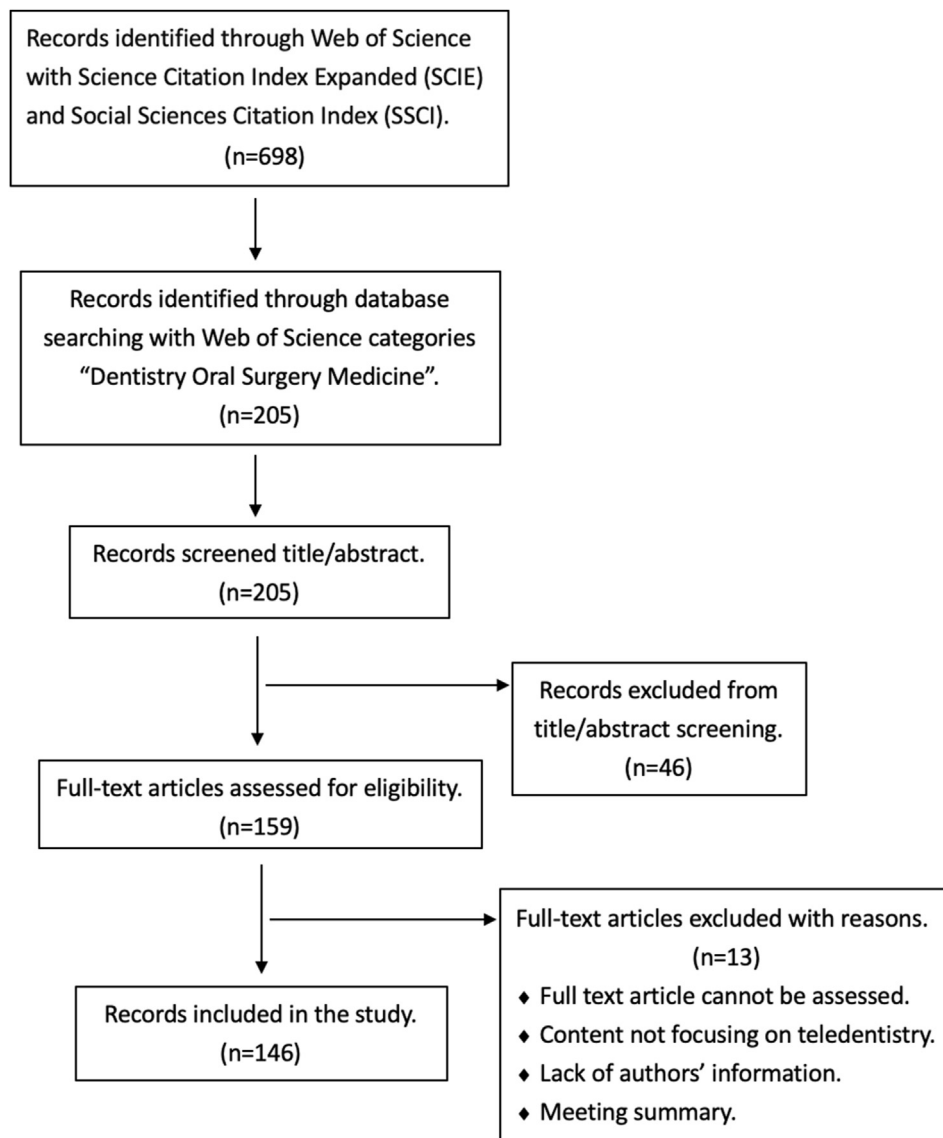 Records identified through Web of Science
with Science Citation Index Expanded (SCIE)
and Social Sciences Citation Index (SSCI).
(n=698)
Records identified through database
searching with Web of Science categories
“Dentistry Oral Surgery Medicine”.
(n=205)
Records screened title/abstract.
(n=205)
Records excluded from
title/abstract screening.
(n=46)
Full-text articles assessed for eligibility.
(n=159)
Full-text articles excluded with reasons.
(n=13)
♦ Full text article cannot be assessed.
♦ Content not focusing on teledentistry.
♦ Lack of authors’ information.
♦ Meeting summary.
Records included in the study.
(n=146)